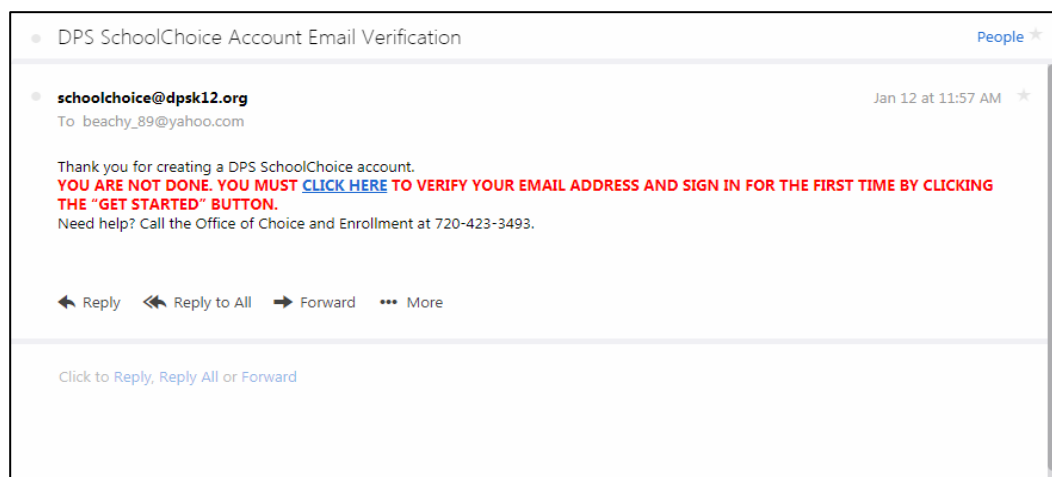 DPS SchoolChoice Account Email Verification
People
schoolchoice@dpsk12.org
Jan 12 at 11:57 AM
To beachy_89@yahoo.com
Thank you for creating a DPS SchoolChoice account.
YOU ARE NOT DONE. YOU MUST CLICK HERE TO VERIFY YOUR EMAIL ADDRESS AND SIGN IN FOR THE FIRST TIME BY CLICKING
THE “GET STARTED” BUTTON.
Need help? Call the Office of Choice and Enrollment at 720-423-3493.
Reply Reply to All Forward More
Click to Reply, Reply All or Forward